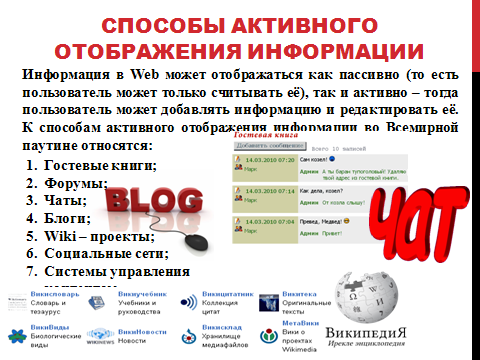 СПОСОБЫ АКТИВНОГО
ОТОБРАЖЕНИЯ ИНФОРМАЦИИ
Информация в Web может отображаться как пассивно (то есть
пользователь может только считывать её), так и активно – тогда
пользователь может добавлять информацию и редактировать её.
К способам активного отображения информации во Всемирной
паутине относятся:
1. Гостевые книги;
2. Форумы;
3. Чаты;
4. Блоги;
5. Wiki – проекты;
6. Социальные сети;
7. Системы управления
BLOG
Гостевая книга
Добавить сообщение
Всего 10 записей
14.03.2010 07:20
Марк
Сам козел!
Админ А ты баран тупоголовый! Удаляю
твой адрес из гостевой книги.
14.03.2010 07:14
Марк
Как дела, козел?
Админ От козла слышу!
14.03.2010 07:04
Марк
Превед, Медвед!
Админ Привет!
ЧАТ
Викисловарь
Словарь и
тезаурус
Викиучебник
Учебники и
руководства
Викицитатник
Коллекция
цитат
Викитека
Оригинальные
тексты
ВикиВиды
Биологические
виды
WIKINEWS
ВикиНовости
Новости
Викисклад
Хранилище
медиафайлов
МетаВики
Вики о
проектах
Wikimedia
ВИКИПЕДИЯ
Ирекле энциклопедия